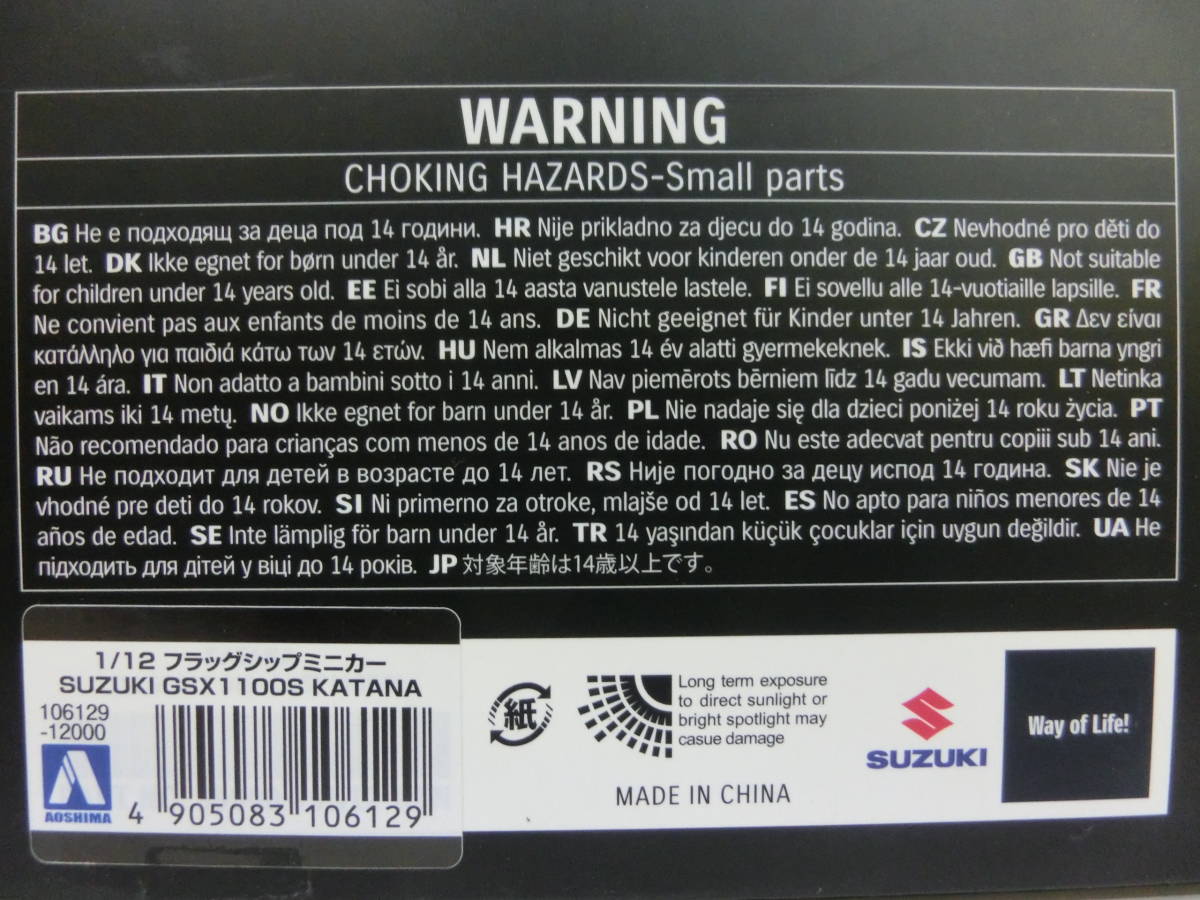 WARNING
CHOKING HAZARDS-Small parts
BG Не е подходящ за деца под 14 години. HR Nije prikladno za djecu do 14 godina. CZ Nevhodné pro děti do
14 let. DK Ikke egnet for børn under 14 år. NL Niet geschikt voor kinderen onder de 14 jaar oud. GB Not suitable
for children under 14 years old. EE Ei sobi alla 14 aasta vanustele lastele. FI Ei sovellu alle 14-vuotiaille lapsille. FR
Ne convient pas aux enfants de moins de 14 ans. DE Nicht geeignet für Kinder unter 14 Jahren. GR Δεν είναι
κατάλληλο για παιδιά κάτω των 14 ετών. HU Nem alkalmas 14 év alatti gyermekeknek. IS Ekki við hæfi barna yngri
en 14 ára. IT Non adatto a bambini sotto i 14 anni. LV Nav piemērots bērniem līdz 14 gadu vecumam. LT Netinka
vaikams iki 14 metų. NO Ikke egnet for barn under 14 år. PL Nie nadaje się dla dzieci poniżej 14 roku życia. PT
Não recomendado para crianças com menos de 14 anos de idade. RO Nu este adecvat pentru copiii sub 14 ani.
RU Не подходит для детей в возрасте до 14 лет. RS Није погодно за децу испод 14 година. SK Nie je
vhodné pre deti do 14 rokov. SI Ni primerno za otroke, mlajše od 14 let. ES No apto para niños menores de 14
años de edad. SE Inte lämplig för barn under 14 år. TR 14 yaşından küçük çocuklar için uygun değildir. UA Не
підходить для дітей у віці до 14 років. JP 対象年齢は14歳以上です。
1/12 フラッグシップミニカー
SUZUKI GSX1100S KATANA
106129
-12000
AOSHIMA
4 905083 106129
紙
Long term exposure
to direct sunlight or
bright spotlight may
casue damage
MADE IN CHINA
SUZUKI
Way of Life!